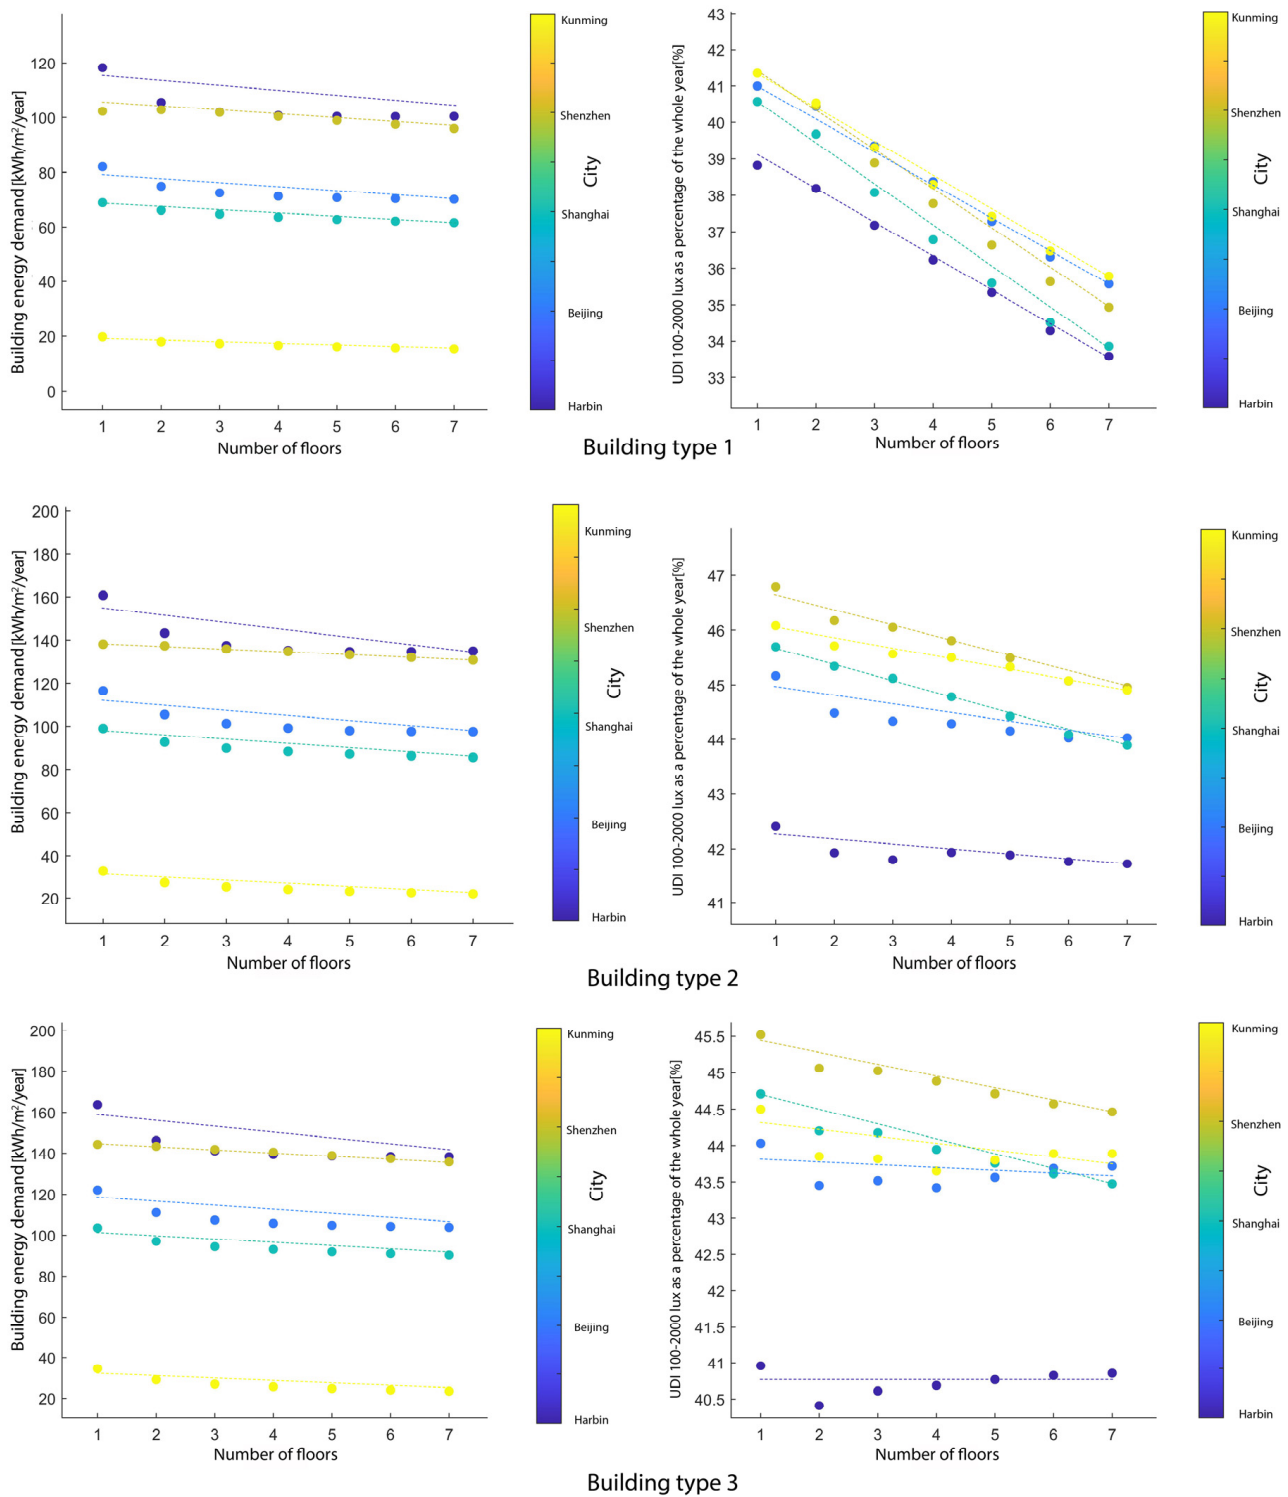 Building energy demand [kWh/m²/year]
120
100
80
60
40
20
0
1 2 3 4 5 6 7
Number of floors
Kunming
Shenzhen
City
Shanghai
Beijing
Harbin
UDI 100-2000 lux as a percentage of the whole year[%]
43
42
41
40
39
38
37
36
35
34
33
1 2 3 4 5 6 7
Number of floors
Kunming
Shenzhen
City
Shanghai
Beijing
Harbin
Building type 1
Building energy demand [kWh/m²/year]
200
180
160
140
120
100
80
60
40
20
1 2 3 4 5 6 7
Number of floors
Kunming
Shenzhen
City
Shanghai
Beijing
Harbin
UDI 100-2000 lux as a percentage of the whole year[%]
47
46
45
44
43
42
41
1 2 3 4 5 6 7
Number of floors
Kunming
Shenzhen
City
Shanghai
Beijing
Harbin
Building type 2
Building energy demand [kWh/m²/year]
200
180
160
140
120
100
80
60
40
20
1 2 3 4 5 6 7
Number of floors
Kunming
Shenzhen
City
Shanghai
Beijing
Harbin
UDI 100-2000 lux as a percentage of the whole year[%]
45.5
45
44.5
44
43.5
43
42.5
42
41.5
41
40.5
1 2 3 4 5 6 7
Number of floors
Kunming
Shenzhen
City
Shanghai
Beijing
Harbin
Building type 3